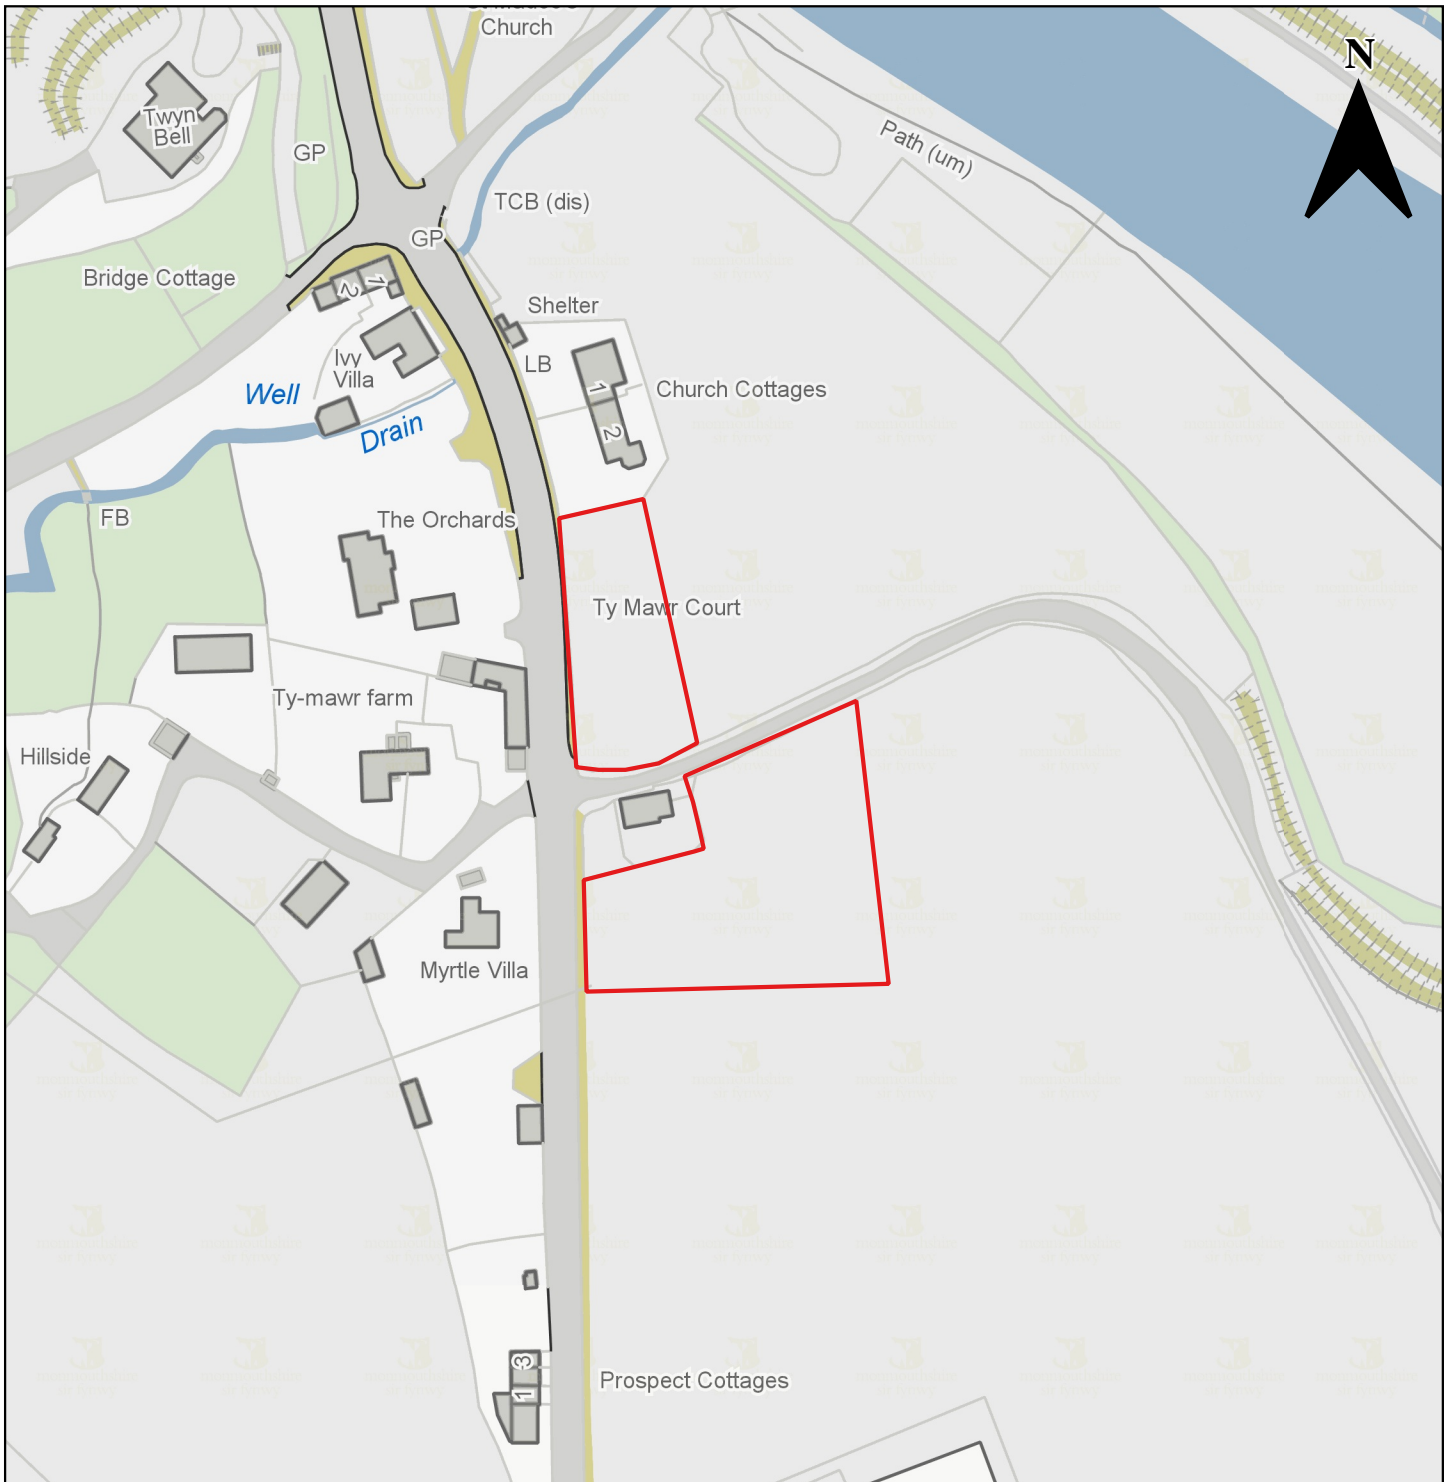 Church
N
Twyn
Bell
Path (um)
GP
TCB (dis)
GP
Bridge Cottage
1
2
Shelter
Ivy
Villa
LB
Well
1
Church Cottages
Drain
2
FB
The Orchards
Ty Mawr Court
Ty-mawr farm
Hillside
Myrtle Villa
3
1
Prospect Cottages